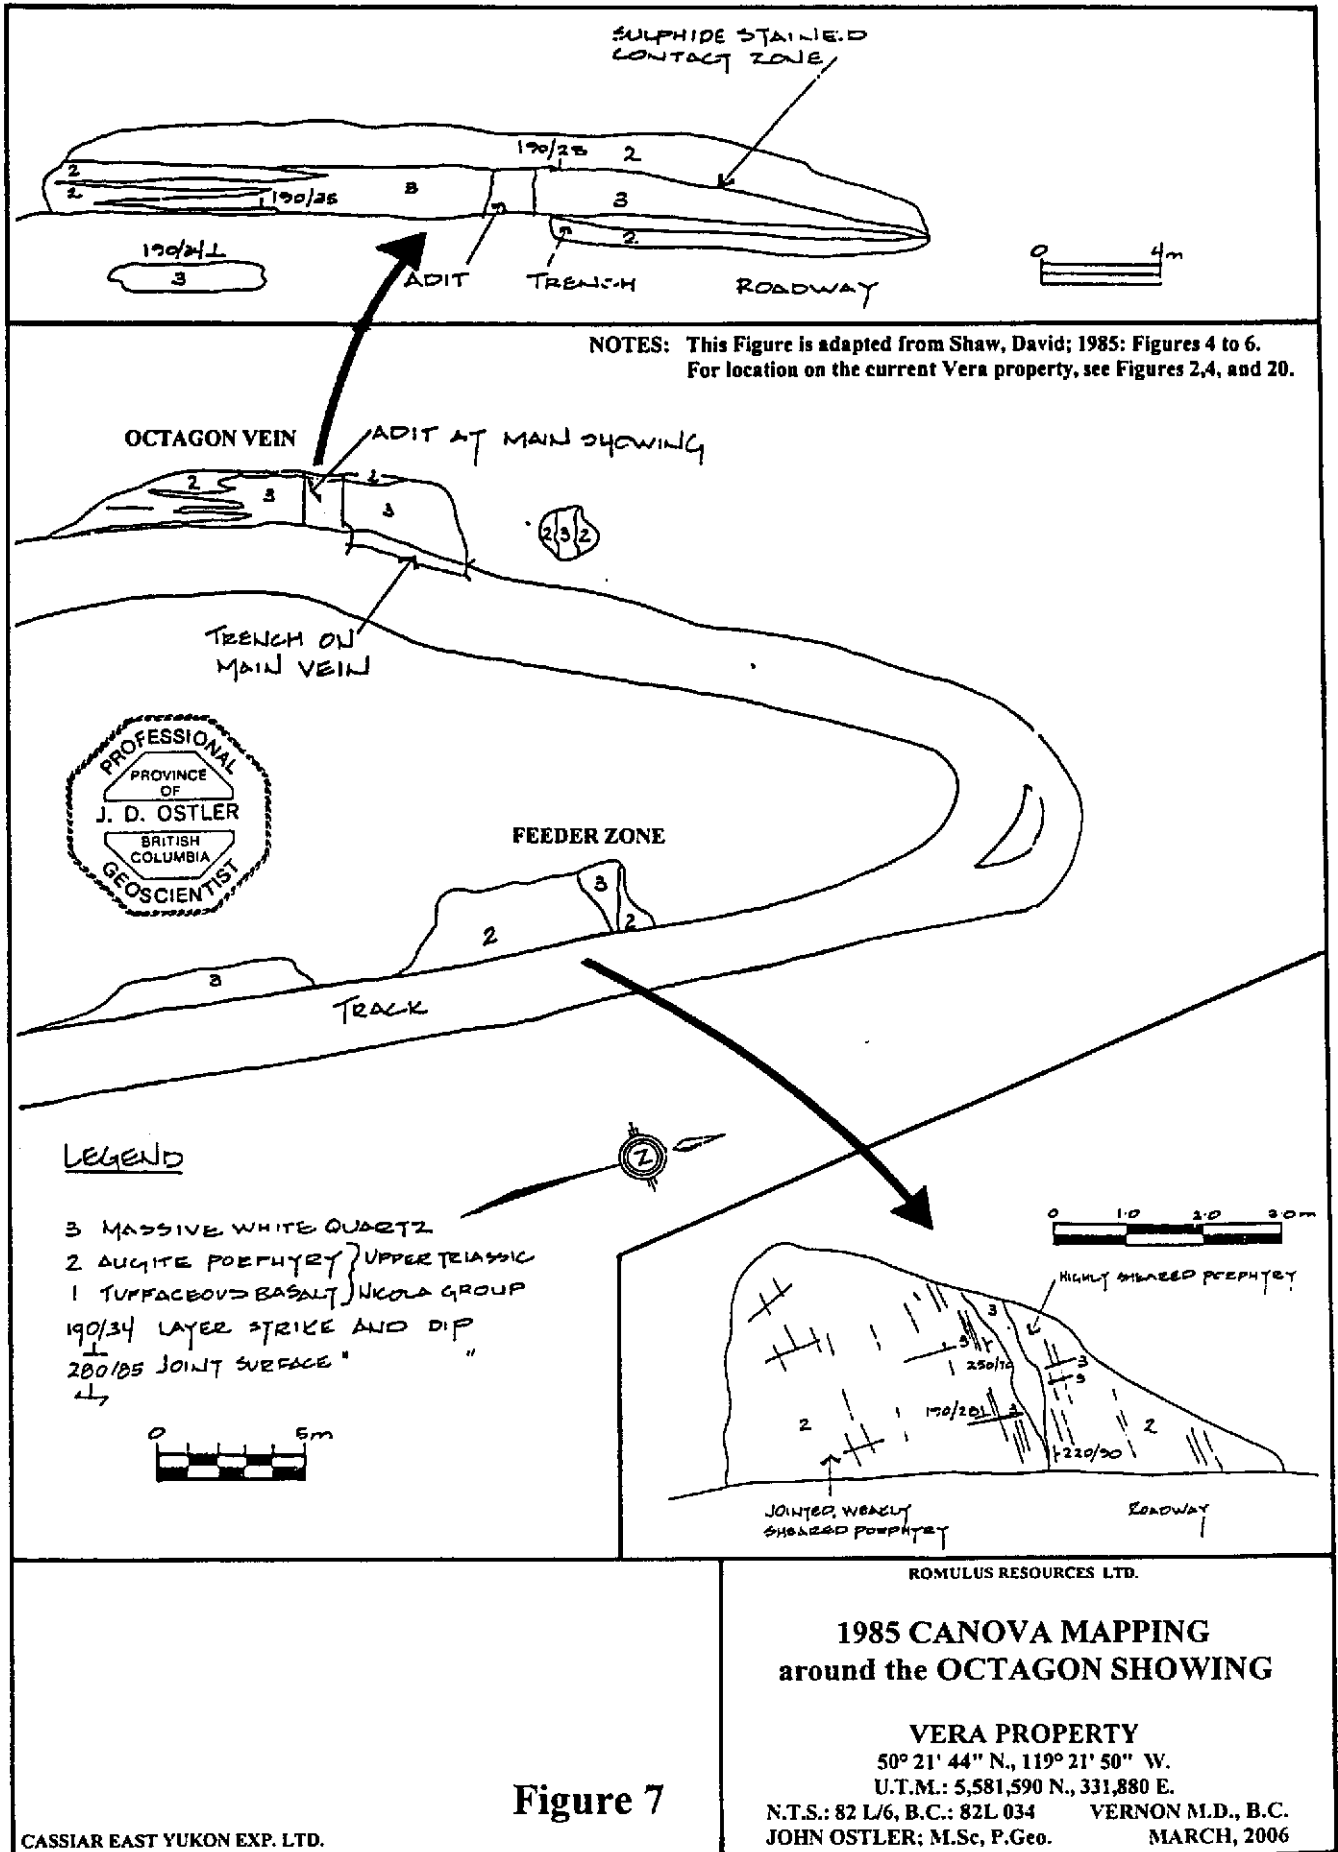 SULPHIDE STAINED
CONTACT ZONE
190/28
2
2
2
3
3
190/35
2
190/24
3
ADIT
TRENCH
ROADWAY
0 4m
NOTES: This Figure is adapted from Shaw, David; 1985: Figures 4 to 6.
For location on the current Vera property, see Figures 2,4, and 20.
OCTAGON VEIN
ADIT AT MAIN SHOWING
2
3
2
3
2 3 2
TRENCH ON
MAIN VEIN
PROFESSIONAL
PROVINCE
OF
J. D. OSTLER
BRITISH
COLUMBIA
GEOSCIENTIST
FEEDER ZONE
3
2
2
3
TRACK
LEGEND
Z
3 MASSIVE WHITE QUARTZ
2 AUGITE PORPHYRY } UPPER TRIASSIC
1 TUFFACEOUS BASALT } NICOLA GROUP
190/34 LAYER STRIKE AND DIP
280/85 JOINT SURFACE " "
0 5m
0 1.0 2.0 3.0m
HIGHLY SHEARED PORPHYRY
3
3
250/70
3
3
190/28
3
2
2
220/90
JOINTED, WEAKLY
SHEARED PORPHYRY
ROADWAY
ROMULUS RESOURCES LTD.
1985 CANOVA MAPPING
around the OCTAGON SHOWING
VERA PROPERTY
50° 21' 44" N., 119° 21' 50" W.
U.T.M.: 5,581,590 N., 331,880 E.
N.T.S.: 82 L/6, B.C.: 82L 034 VERNON M.D., B.C.
JOHN OSTLER; M.Sc, P.Geo. MARCH, 2006
Figure 7
CASSIAR EAST YUKON EXP. LTD.